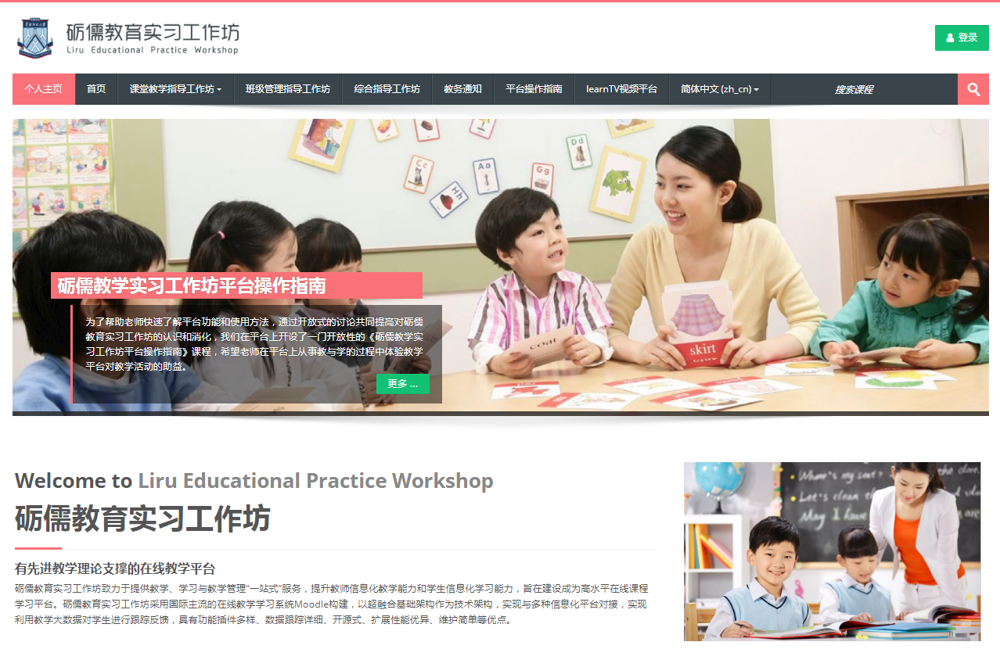 砺儒教育实习工作坊
Liru Educational Practice Workshop
登录
个人主页 首页 课堂教学指导工作坊 班级管理指导工作坊 综合指导工作坊 教务通知 平台操作指南 learnTV视频平台 简体中文 (zh_cn) 搜索课程
Cc
Aa
Hh
Gg
Dd
砺儒教学实习工作坊平台操作指南
为了帮助老师快速了解平台功能和使用方法，通过开放式的讨论共同提高对砺儒
教育实习工作坊的认识和消化，我们在平台上开设了一门开放性的《砺儒教学实
习工作坊平台操作指南》课程，希望老师在平台上从事教与学的过程中体验教学
平台对教学活动的助益。
更多 ...
coat
skirt
Welcome to Liru Educational Practice Workshop
砺儒教育实习工作坊
有先进教学理论支撑的在线教学平台
砺儒教育实习工作坊致力于提供教学、学习与教学管理“一站式”服务，提升教师信息化教学能力和学生信息化学习能力，旨在建设成为高水平在线课程
学习平台。砺儒教育实习工作坊采用国际主流的在线教学学习系统Moodle构建，以超融合基础架构作为技术架构，实现与多种信息化平台对接，实现
利用教学大数据对学生进行跟踪反馈，具有功能插件多样、数据跟踪详细、开源式、扩展性能优异、维护简单等优点。
Where's my seat?
Let's clean
May I have